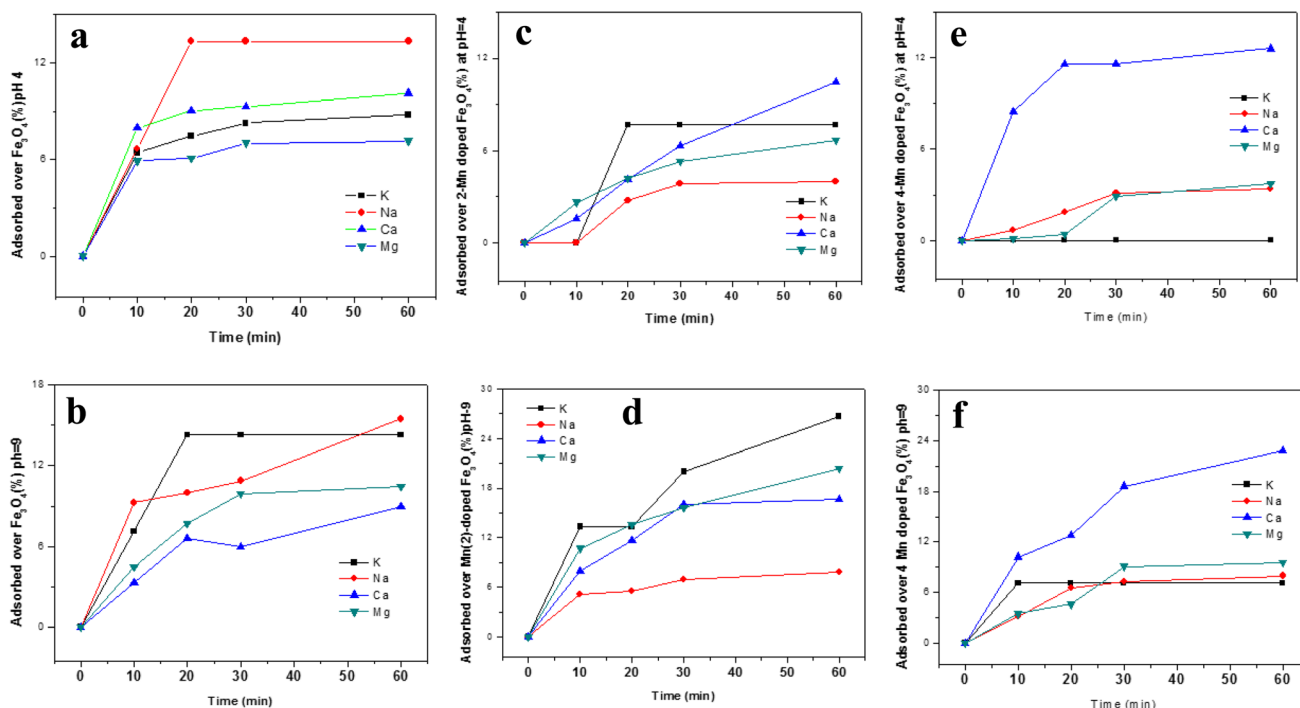 a
Adsorbed over Fe3O4(%)pH 4
12
6
0
K
Na
Ca
Mg
0 10 20 30 40 50 60
Time (min)
c
Adsorbed over 2-Mn doped Fe3O4(%) at pH=4
12
6
0
K
Na
Ca
Mg
0 10 20 30 40 50 60
Time (min)
e
Adsorbed over 4-Mn doped Fe3O4(%) at pH=4
12
6
0
K
Na
Ca
Mg
0 10 20 30 40 50 60
Time (min)
b
Adsorbed over Fe3O4(%) ph=9
18
12
6
0
K
Na
Ca
Mg
0 10 20 30 40 50 60
Time (min)
d
Adsorbed over Mn(2)-doped Fe3O4(%)pH-9
30
24
18
12
6
0
K
Na
Ca
Mg
0 10 20 30 40 50 60
Time (min)
f
Adsorbed over 4 Mn doped Fe3O4(%) ph=9
30
24
18
12
6
0
K
Na
Ca
Mg
0 10 20 30 40 50 60
Time (min)